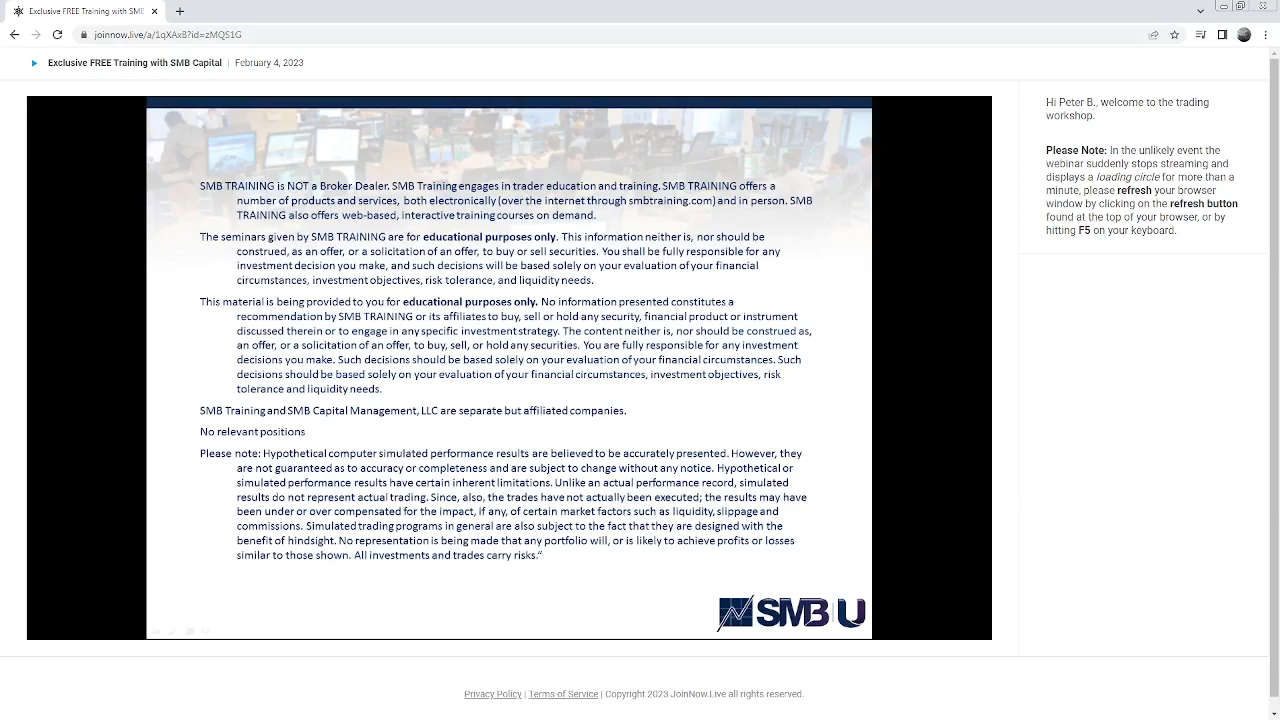 Exclusive FREE Training with SMB
joinnow.live/a/1qXAxB?id=zMQS1G
Exclusive FREE Training with SMB Capital | February 4, 2023
SMB TRAINING is NOT a Broker Dealer. SMB Training engages in trader education and training. SMB TRAINING offers a
number of products and services, both electronically (over the internet through smbtraining.com) and in person. SMB
TRAINING also offers web-based, interactive training courses on demand.
The seminars given by SMB TRAINING are for educational purposes only. This information neither is, nor should be
construed, as an offer, or a solicitation of an offer, to buy or sell securities. You shall be fully responsible for any
investment decision you make, and such decisions will be based solely on your evaluation of your financial
circumstances, investment objectives, risk tolerance, and liquidity needs.
This material is being provided to you for educational purposes only. No information presented constitutes a
recommendation by SMB TRAINING or its affiliates to buy, sell or hold any security, financial product or instrument
discussed therein or to engage in any specific investment strategy. The content neither is, nor should be construed as,
an offer, or a solicitation of an offer, to buy, sell, or hold any securities. You are fully responsible for any investment
decisions you make. Such decisions should be based solely on your evaluation of your financial circumstances. Such
decisions should be based solely on your evaluation of your financial circumstances, investment objectives, risk
tolerance and liquidity needs.
SMB Training and SMB Capital Management, LLC are separate but affiliated companies.
No relevant positions
Please note: Hypothetical computer simulated performance results are believed to be accurately presented. However, they
are not guaranteed as to accuracy or completeness and are subject to change without any notice. Hypothetical or
simulated performance results have certain inherent limitations. Unlike an actual performance record, simulated
results do not represent actual trading. Since, also, the trades have not actually been executed; the results may have
been under or over compensated for the impact, if any, of certain market factors such as liquidity, slippage and
commissions. Simulated trading programs in general are also subject to the fact that they are designed with the
benefit of hindsight. No representation is being made that any portfolio will, or is likely to achieve profits or losses
similar to those shown. All investments and trades carry risks.”
SMB U
Hi Peter B., welcome to the trading
workshop.
Please Note: In the unlikely event the
webinar suddenly stops streaming and
displays a loading circle for more than a
minute, please refresh your browser
window by clicking on the refresh button
found at the top of your browser, or by
hitting F5 on your keyboard.
Privacy Policy | Terms of Service | Copyright 2023 JoinNow.Live all rights reserved.